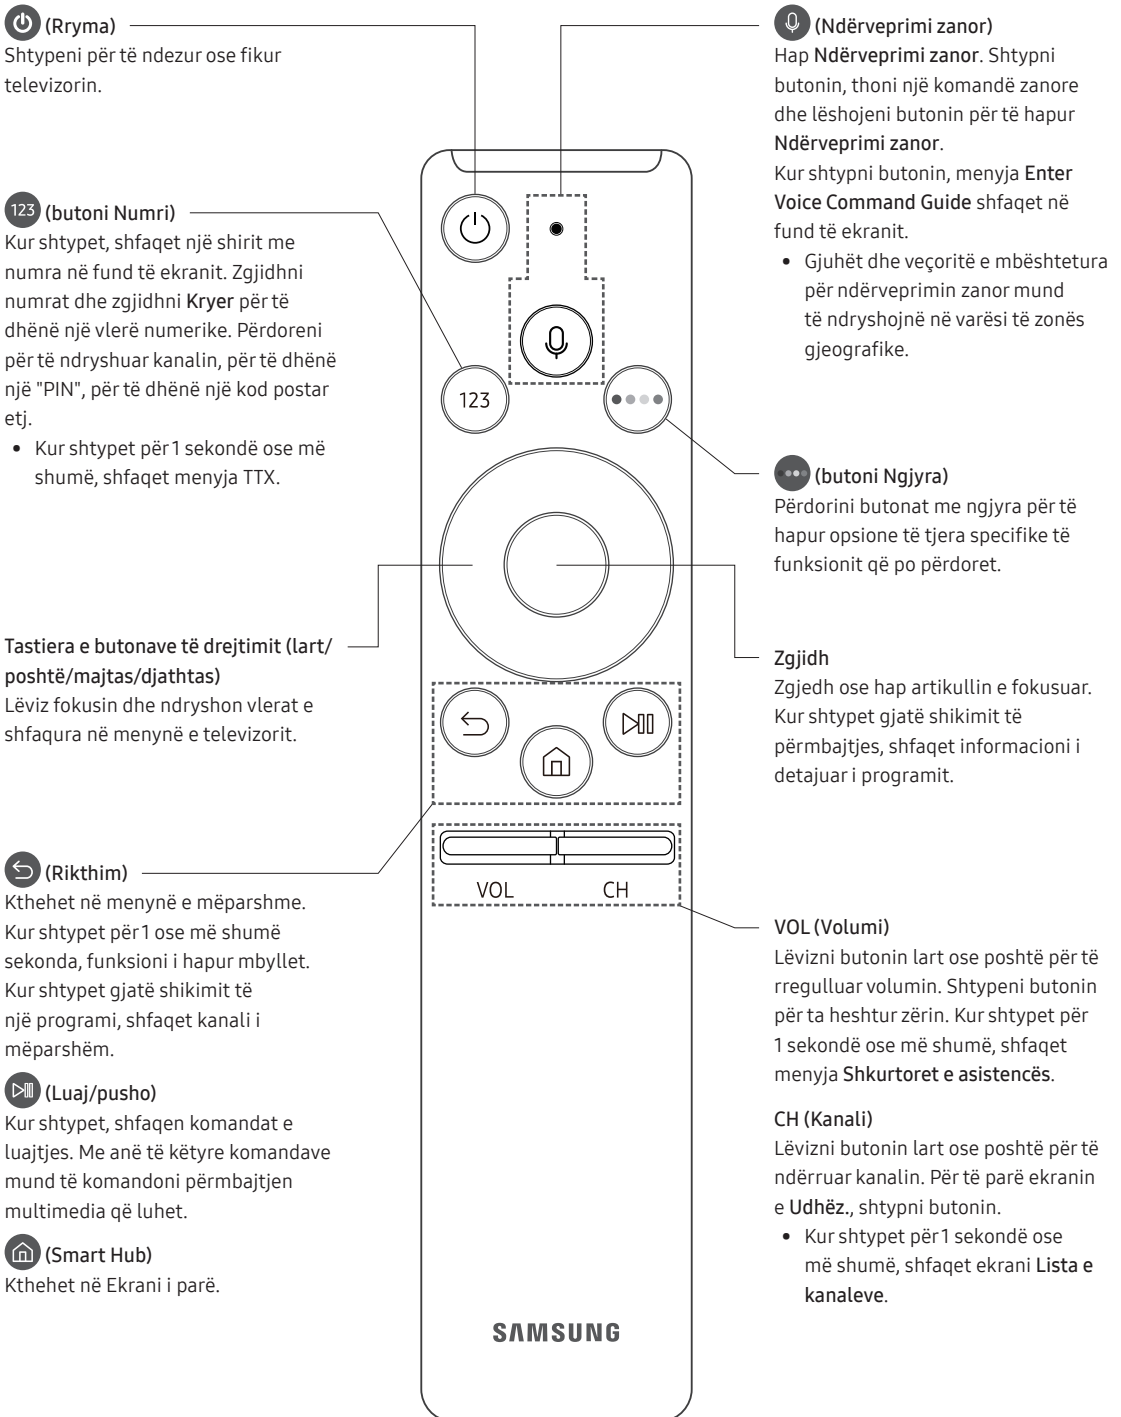 (Rryma)
Shtypeni për të ndezur ose fikur
televizorin.
123 (butoni Numri)
Kur shtypet, shfaqet një shirit me
numra në fund të ekranit. Zgjidhni
numrat dhe zgjidhni Kryer për të
dhënë një vlerë numerike. Përdoreni
për të ndryshuar kanalin, për të dhënë
një "PIN", për të dhënë një kod postar
etj.
• Kur shtypet për 1 sekondë ose më
shumë, shfaqet menyja TTX.
Tastiera e butonave të drejtimit (lart/
poshtë/majtas/djathtas)
Lëviz fokusin dhe ndryshon vlerat e
shfaqura në menynë e televizorit.
(Rikthim)
Kthehet në menynë e mëparshme.
Kur shtypet për 1 ose më shumë
sekonda, funksioni i hapur mbyllet.
Kur shtypet gjatë shikimit të
një programi, shfaqet kanali i
mëparshëm.
(Luaj/pusho)
Kur shtypet, shfaqen komandat e
luajtjes. Me anë të këtyre komandave
mund të komandoni përmbajtjen
multimedia që luhet.
(Smart Hub)
Kthehet në Ekrani i parë.
123
VOL
CH
SAMSUNG
(Ndërveprimi zanor)
Hap Ndërveprimi zanor. Shtypni
butonin, thoni një komandë zanore
dhe lëshojeni butonin për të hapur
Ndërveprimi zanor.
Kur shtypni butonin, menyja Enter
Voice Command Guide shfaqet në
fund të ekranit.
• Gjuhët dhe veçoritë e mbështetura
për ndërveprimin zanor mund
të ndryshojnë në varësi të zonës
gjeografike.
(butoni Ngjyra)
Përdorini butonat me ngjyra për të
hapur opsione të tjera specifike të
funksionit që po përdoret.
Zgjidh
Zgjedh ose hap artikullin e fokusuar.
Kur shtypet gjatë shikimit të
përmbajtjes, shfaqet informacioni i
detajuar i programit.
VOL (Volumi)
Lëvizni butonin lart ose poshtë për të
rregulluar volumin. Shtypeni butonin
për ta heshtur zërin. Kur shtypet për
1 sekondë ose më shumë, shfaqet
menyja Shkurtoret e asistencës.
CH (Kanali)
Lëvizni butonin lart ose poshtë për të
ndërruar kanalin. Për të parë ekranin
e Udhëz., shtypni butonin.
• Kur shtypet për 1 sekondë ose
më shumë, shfaqet ekrani Lista e
kanaleve.